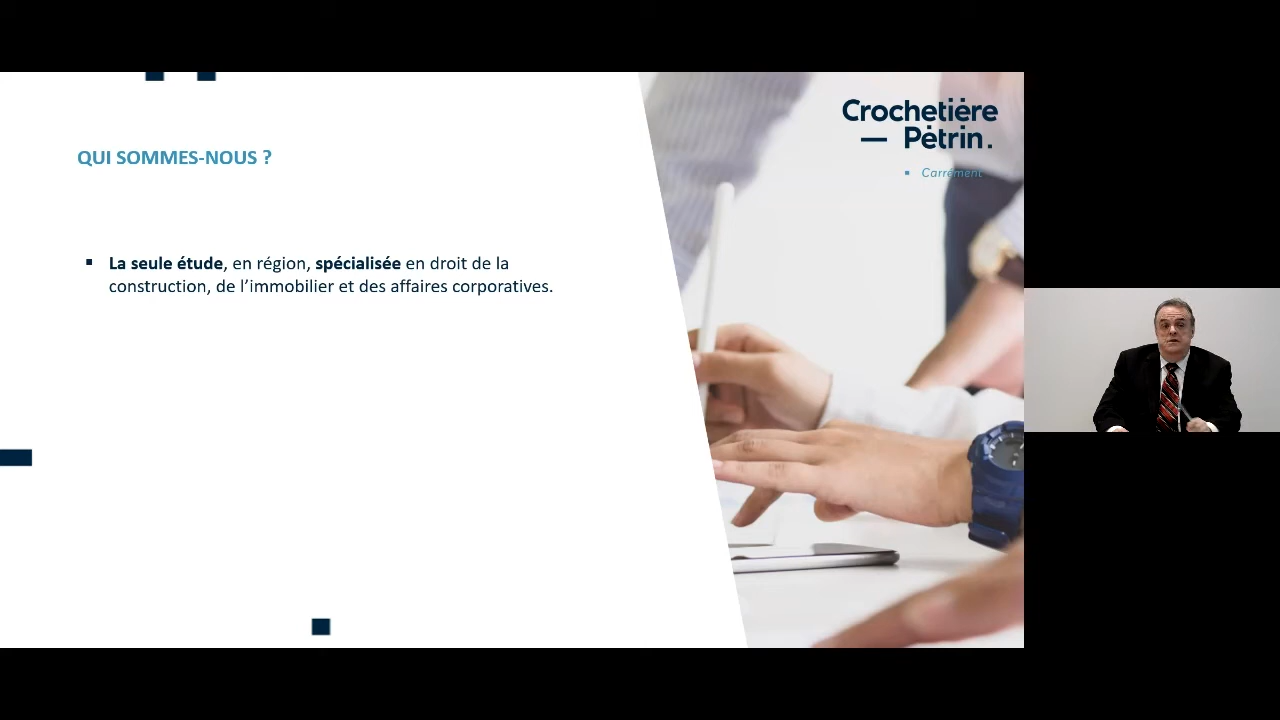 Crochetière
— Pétrin.
▪ Carrément
QUI SOMMES-NOUS ?
▪ La seule étude, en région, spécialisée en droit de la
construction, de l’immobilier et des affaires corporatives.